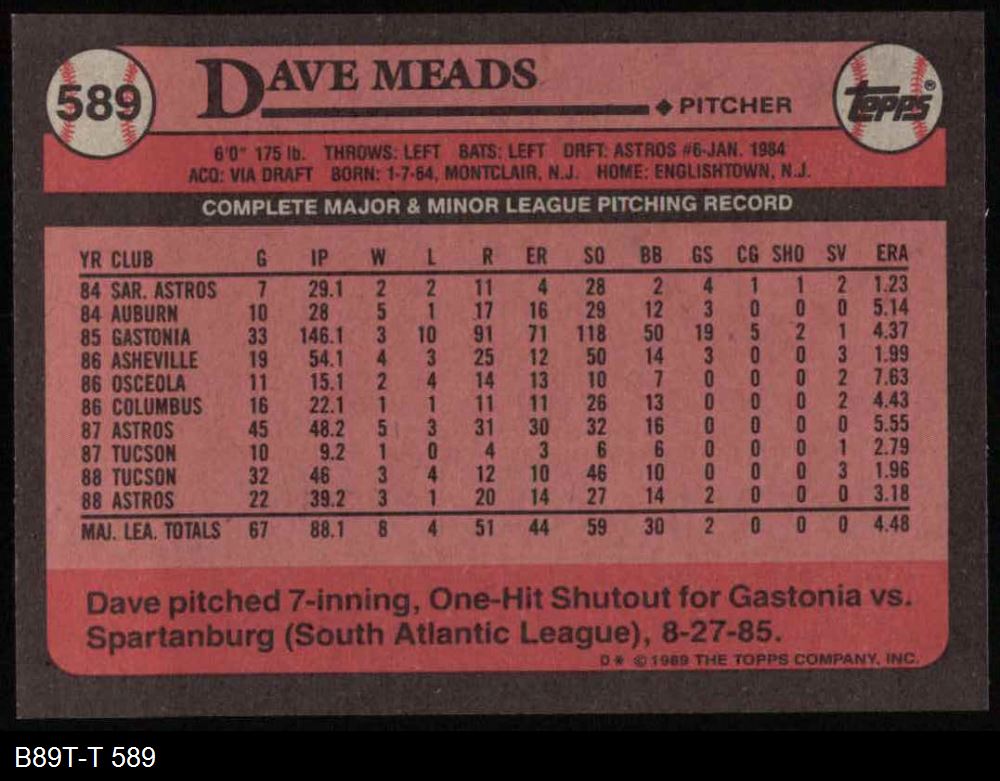 589
DAVE MEADS
◆ PITCHER
TOPPS®
6'0" 175 lb. THROWS: LEFT BATS: LEFT DRFT: ASTROS #6-JAN. 1984
ACQ: VIA DRAFT BORN: 1-7-64, MONTCLAIR, N.J. HOME: ENGLISHTOWN, N.J.
COMPLETE MAJOR & MINOR LEAGUE PITCHING RECORD
YR CLUB G IP W L R ER SO BB GS CG SHO SV ERA
84 SAR. ASTROS 7 29.1 2 2 11 4 28 2 4 1 1 2 1.23
84 AUBURN 10 28 5 1 17 16 29 12 3 0 0 0 5.14
85 GASTONIA 33 146.1 3 10 91 71 118 50 19 5 2 1 4.37
86 ASHEVILLE 19 54.1 4 3 25 12 50 14 3 0 0 3 1.99
86 OSCEOLA 11 15.1 2 4 14 13 10 7 0 0 0 2 7.63
86 COLUMBUS 16 22.1 1 1 11 11 26 13 0 0 0 2 4.43
87 ASTROS 45 48.2 5 3 31 30 32 16 0 0 0 0 5.55
87 TUCSON 10 9.2 1 0 4 3 6 6 0 0 0 1 2.79
88 TUCSON 32 46 3 4 12 10 46 10 0 0 0 3 1.96
88 ASTROS 22 39.2 3 1 20 14 27 14 2 0 0 0 3.18
MAJ. LEA. TOTALS 67 88.1 8 4 51 44 59 30 2 0 0 0 4.48
Dave pitched 7-inning, One-Hit Shutout for Gastonia vs.
Spartanburg (South Atlantic League), 8-27-85.
D* © 1989 THE TOPPS COMPANY, INC.
B89T-T 589